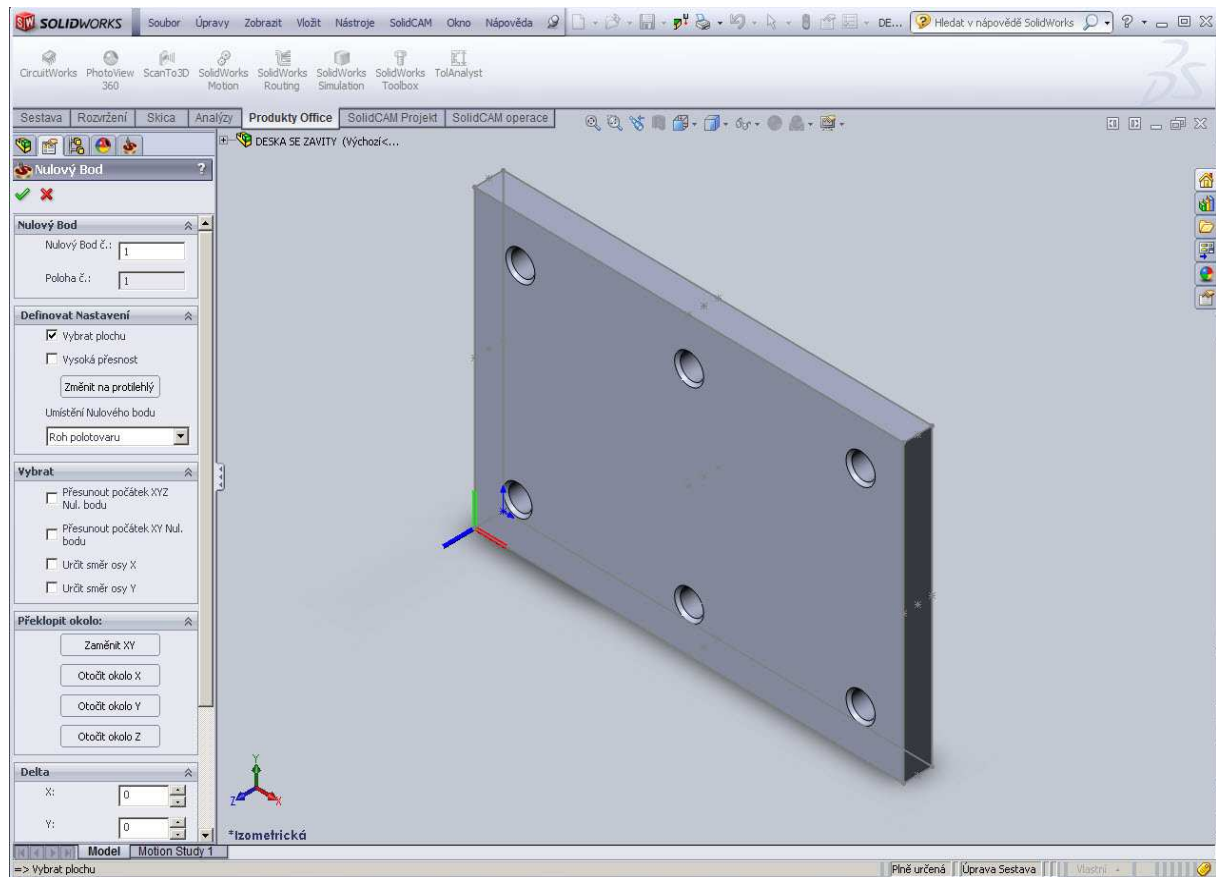 SOLIDWORKS Soubor Úpravy Zobrazit Vložit Nástroje SolidCAM Okno Nápověda DE... Hledat v nápovědě SolidWorks ?
CircuitWorks PhotoView 360 ScanTo3D SolidWorks Motion SolidWorks Routing SolidWorks Simulation SolidWorks Toolbox TolAnalyst
Sestava Rozvržení Skica Analýzy Produkty Office SolidCAM Projekt SolidCAM operace
DESKA SE ZAVITY (Výchozí<...
Nulový Bod ?
Nulový Bod
Nulový Bod č.: 1
Poloha č.: 1
Definovat Nastavení
Vybrat plochu
Vysoká přesnost
Změnit na protilehlý
Umístění Nulového bodu
Roh polotovaru
Vybrat
Přesunout počátek XYZ
Nul. bodu
Přesunout počátek XY Nul.
bodu
Určit směr osy X
Určit směr osy Y
Překlopit okolo:
Zaměnit XY
Otočit okolo X
Otočit okolo Y
Otočit okolo Z
Delta
X: 0
Y: 0
Y
Z X
*Izometrická
Model Motion Study 1
=> Vybrat plochu Plně určená Úprava Sestava Vlastní